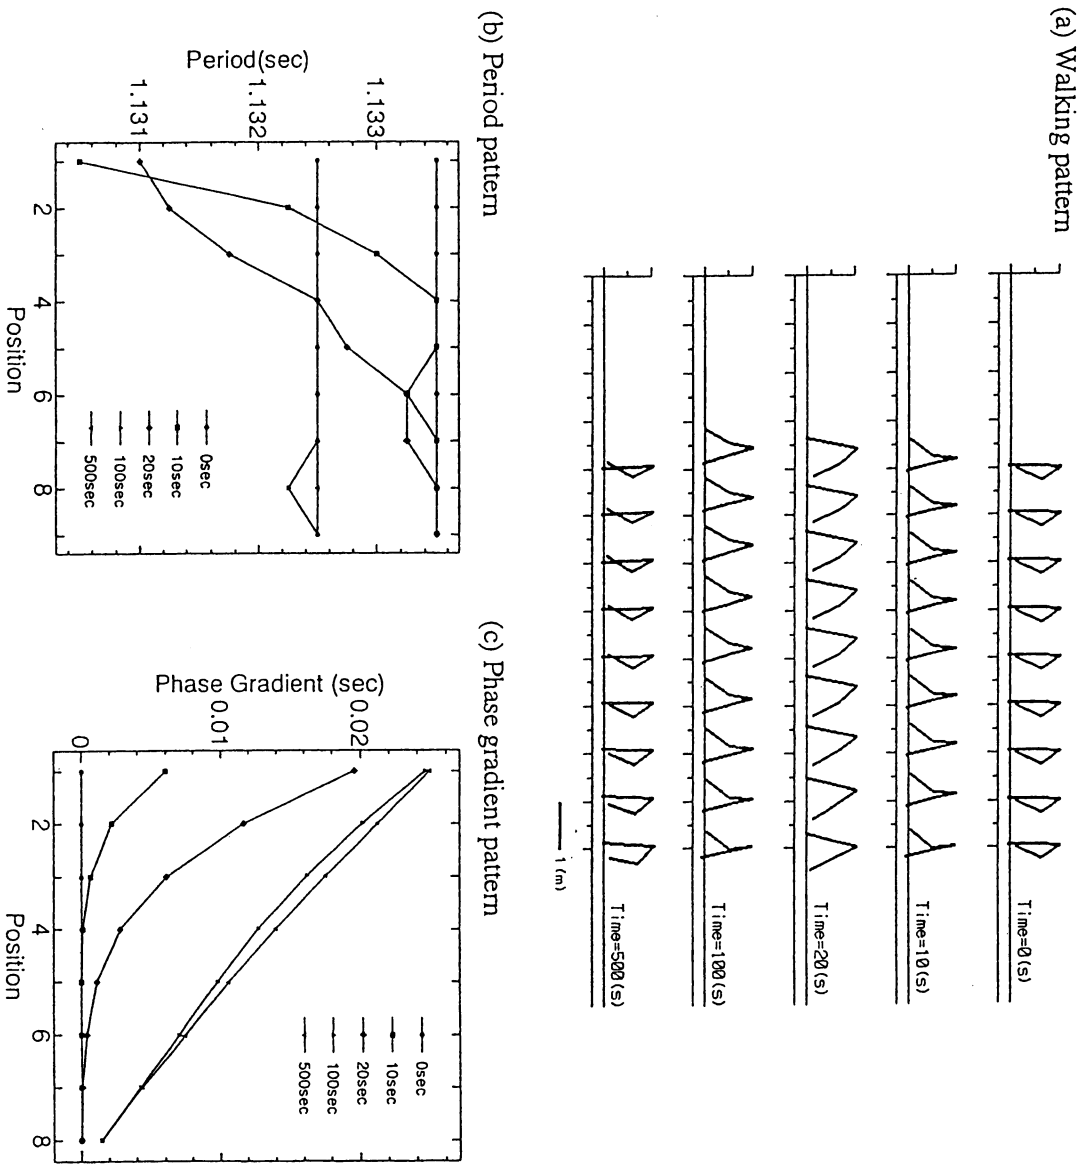 (a) Walking pattern
Time=0(s)
Time=10(s)
Time=20(s)
Time=100(s)
Time=500(s)
1(m)
(b) Period pattern
Period(sec)
1.133
1.132
1.131
2
4
6
8
Position
0sec
10sec
20sec
100sec
500sec
(c) Phase gradient pattern
Phase Gradient (sec)
0.02
0.01
0
2
4
6
8
Position
0sec
10sec
20sec
100sec
500sec